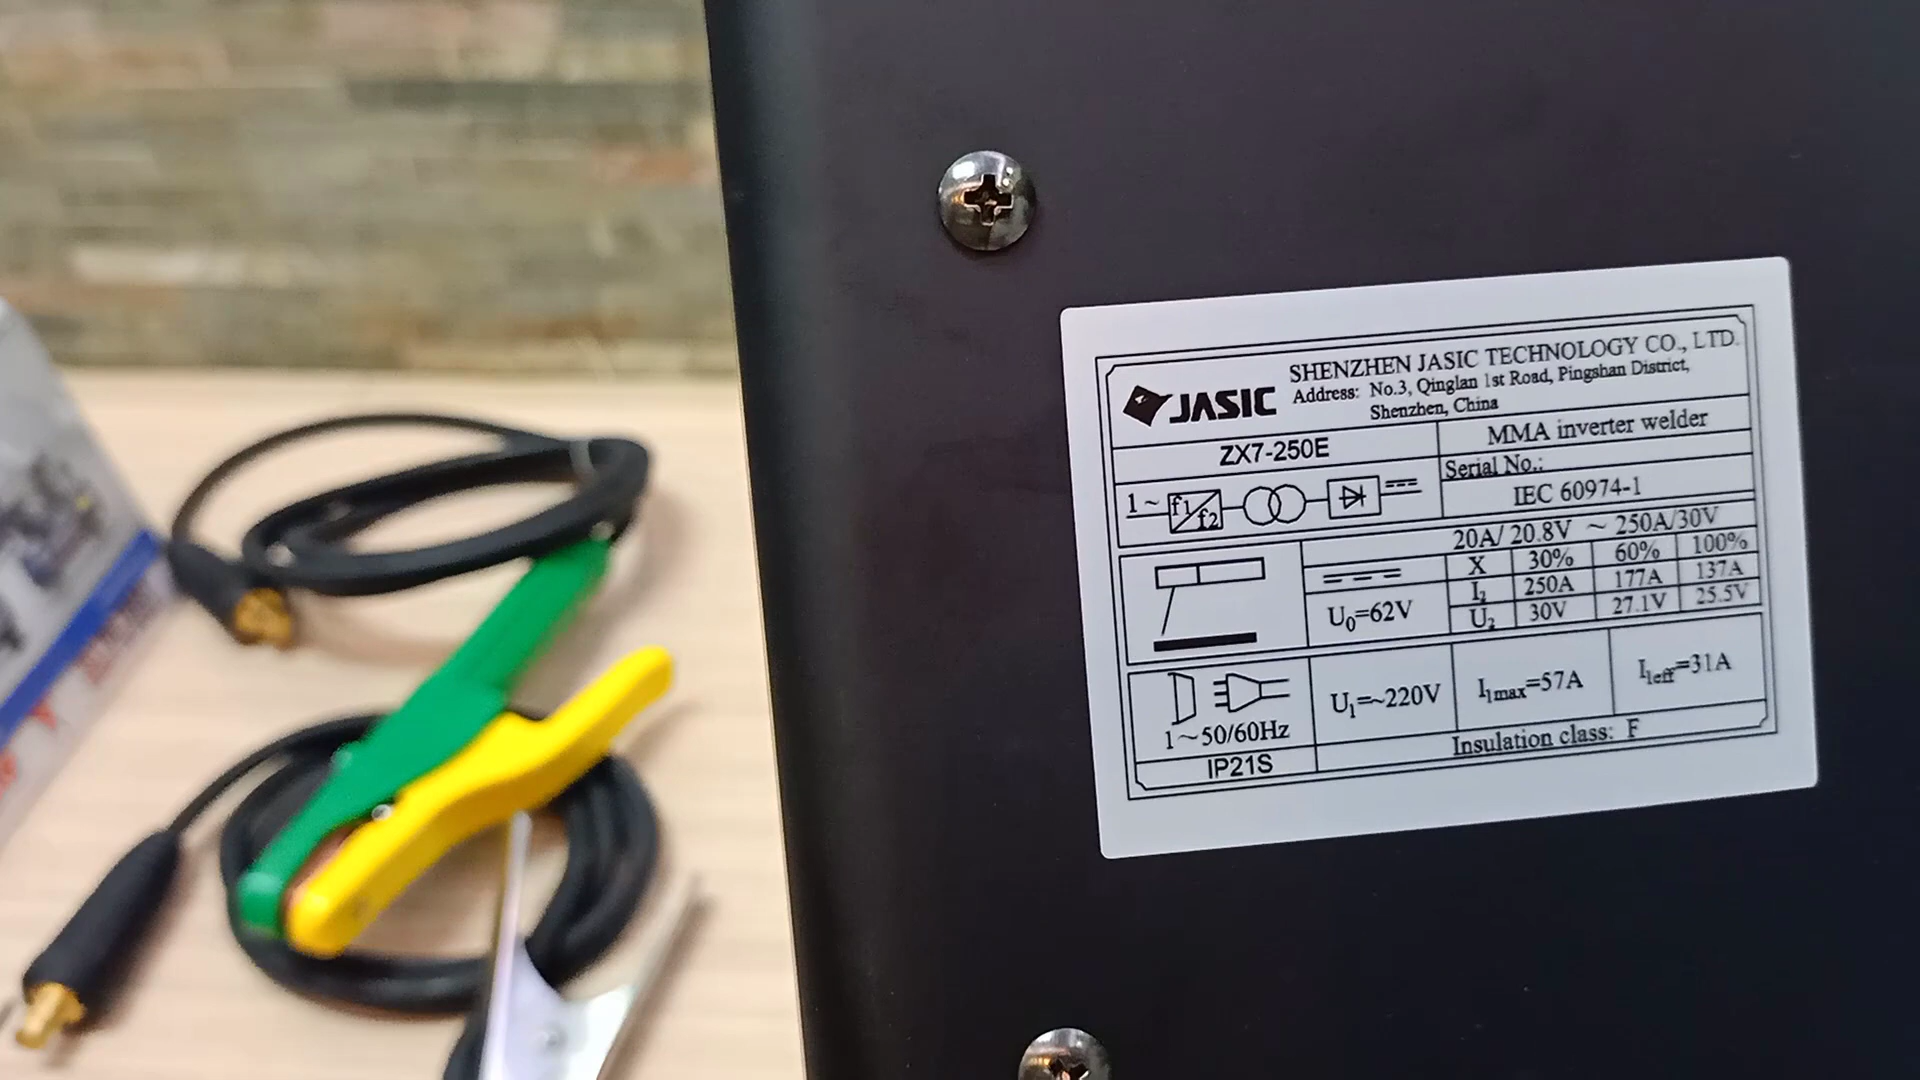 JASIC
SHENZHEN JASIC TECHNOLOGY CO., LTD.
Address: No.3, Qinglan 1st Road, Pingshan District,
Shenzhen, China
ZX7-250E
MMA inverter welder
Serial No.:
IEC 60974-1
1~ f1 f2
20A/ 20.8V ~ 250A/30V
X 30% 60% 100%
I2 250A 177A 137A
U0=62V
U2 30V 27.1V 25.5V
1~50/60Hz
U1=~220V
I1max=57A
I1eff=31A
IP21S
Insulation class: F